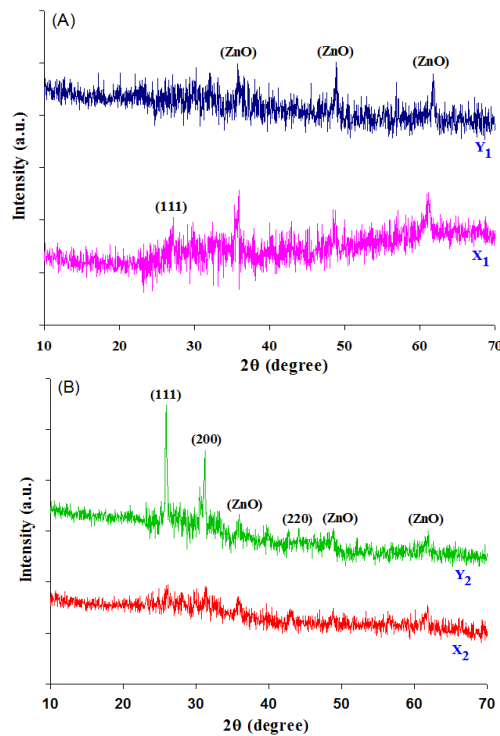 (A)
(ZnO)
(ZnO)
(ZnO)
Y1
(111)
X1
Intensity (a.u.)
10 20 30 40 50 60 70
2θ (degree)
(B)
(111)
(200)
(ZnO)
(220)
(ZnO)
(ZnO)
Y2
X2
Intensity (a.u.)
10 20 30 40 50 60 70
2θ (degree)